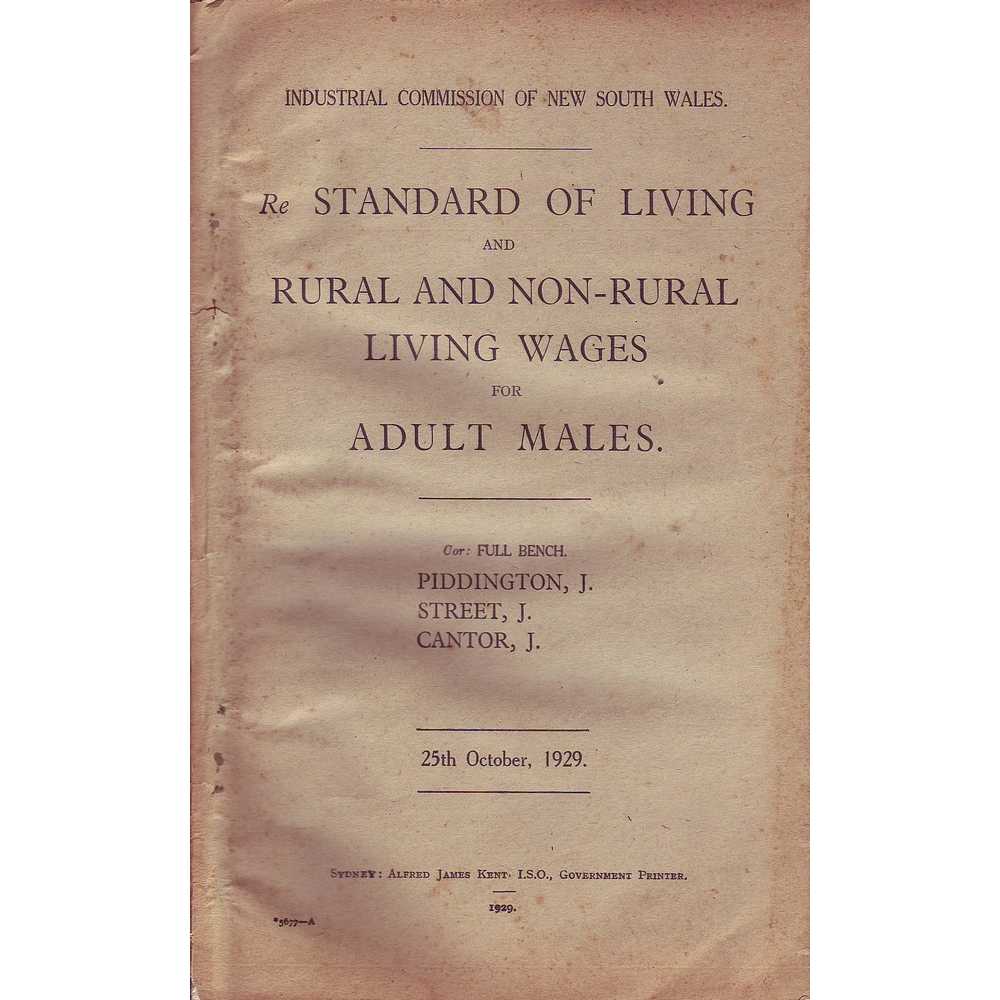 INDUSTRIAL COMMISSION OF NEW SOUTH WALES.
Re STANDARD OF LIVING
AND
RURAL AND NON-RURAL
LIVING WAGES
FOR
ADULT MALES.
Cor: FULL BENCH.
PIDDINGTON, J.
STREET, J.
CANTOR, J.
25th October, 1929.
SYDNEY: ALFRED JAMES KENT, I.S.O., GOVERNMENT PRINTER.
1929.
*5677—A